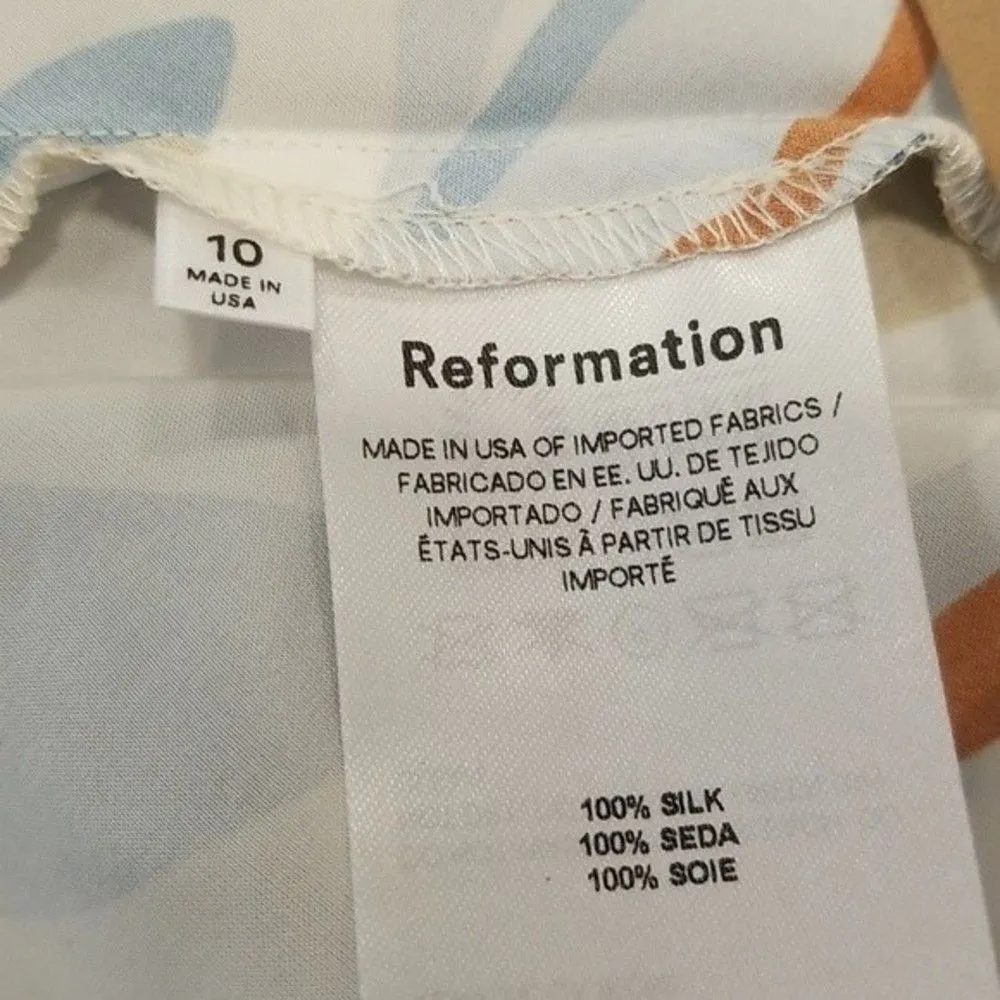 10
MADE IN
USA
Reformation
MADE IN USA OF IMPORTED FABRICS /
FABRICADO EN EE. UU. DE TEJIDO
IMPORTADO / FABRIQUÉ AUX
ÉTATS-UNIS À PARTIR DE TISSU
IMPORTÉ
100% SILK
100% SEDA
100% SOIE